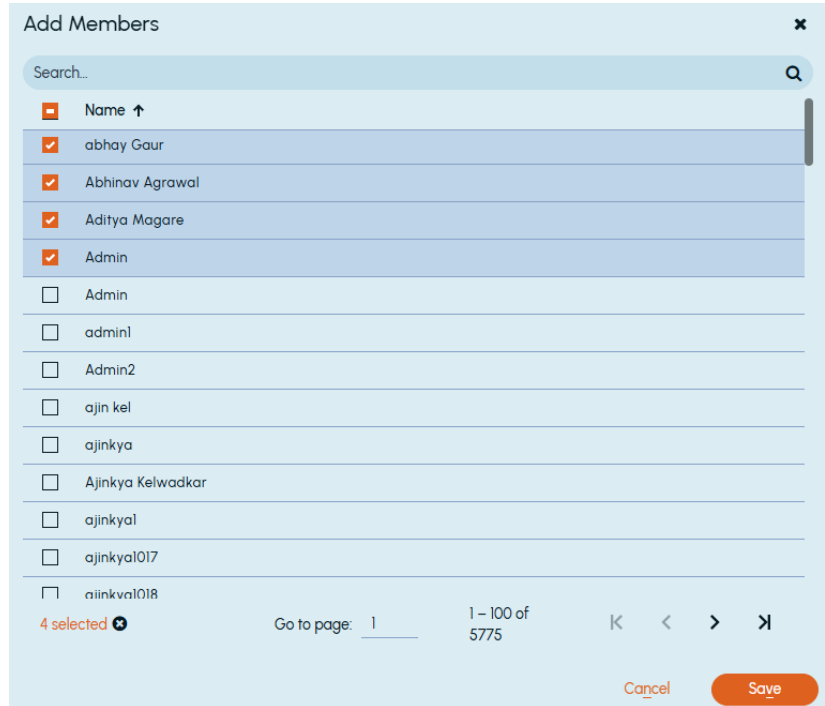 Add Members
Search...
Name
abhay Gaur
Abhinav Agrawal
Aditya Magare
Admin
Admin
admin1
Admin2
ajin kel
ajinkya
Ajinkya Kelwadkar
ajinkya1
ajinkya1017
ajinkya1018
4 selected
Go to page: 1
1 – 100 of
5775
Cancel
Save